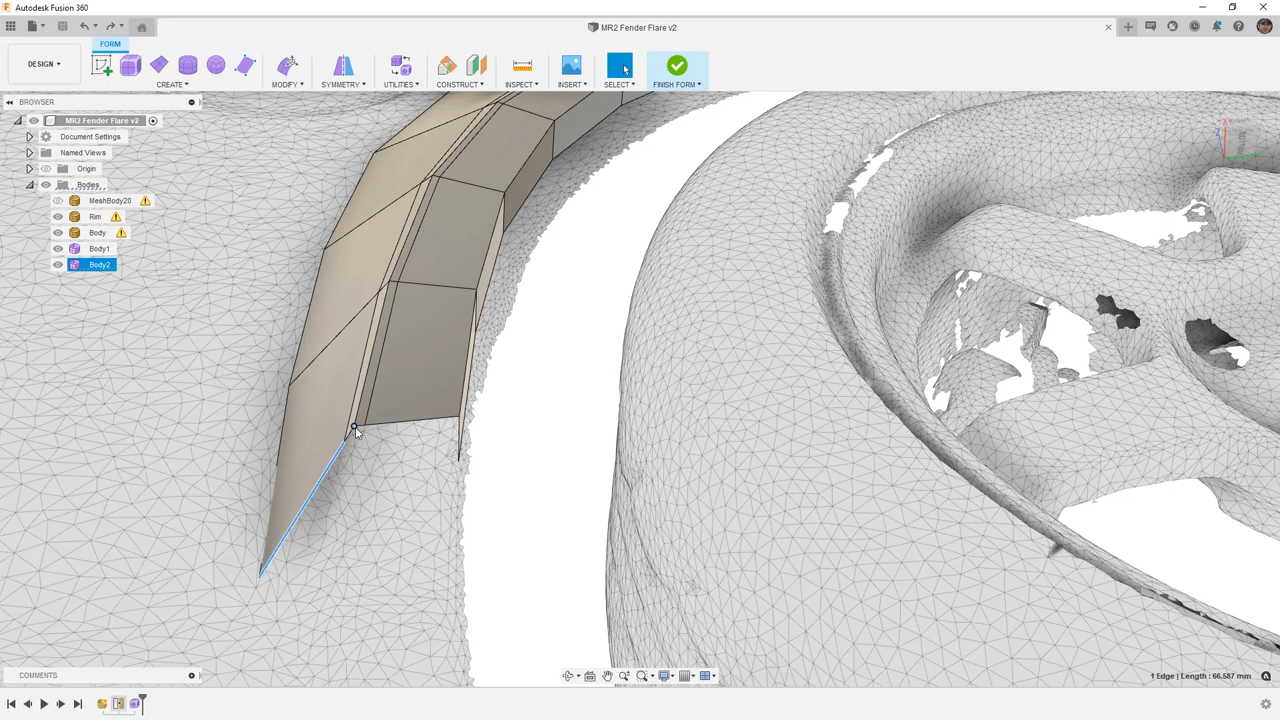 Autodesk Fusion 360
MR2 Fender Flare v2
FORM
DESIGN
CREATE
MODIFY
SYMMETRY
UTILITIES
CONSTRUCT
INSPECT
INSERT
SELECT
FINISH FORM
BROWSER
MR2 Fender Flare v2
Document Settings
Named Views
Origin
Bodies
MeshBody20
Rim
Body
Body1
Body2
COMMENTS
1 Edge | Length : 66.587 mm